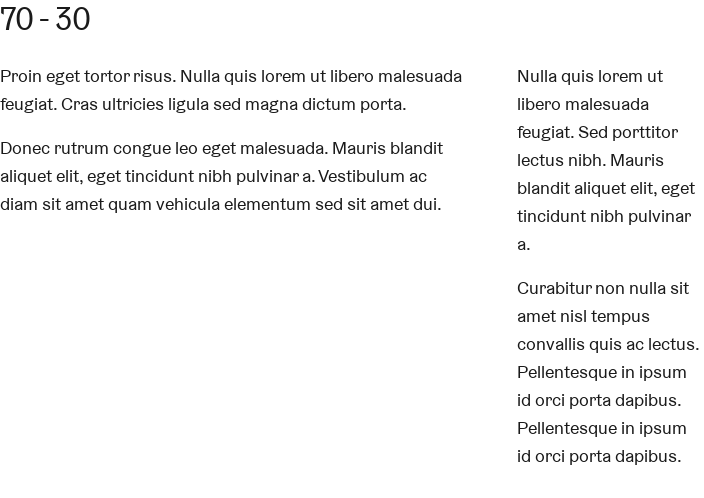 70 - 30
Proin eget tortor risus. Nulla quis lorem ut libero malesuada
feugiat. Cras ultricies ligula sed magna dictum porta.
Donec rutrum congue leo eget malesuada. Mauris blandit
aliquet elit, eget tincidunt nibh pulvinar a. Vestibulum ac
diam sit amet quam vehicula elementum sed sit amet dui.
Nulla quis lorem ut
libero malesuada
feugiat. Sed porttitor
lectus nibh. Mauris
blandit aliquet elit, eget
tincidunt nibh pulvinar
a.
Curabitur non nulla sit
amet nisl tempus
convallis quis ac lectus.
Pellentesque in ipsum
id orci porta dapibus.
Pellentesque in ipsum
id orci porta dapibus.